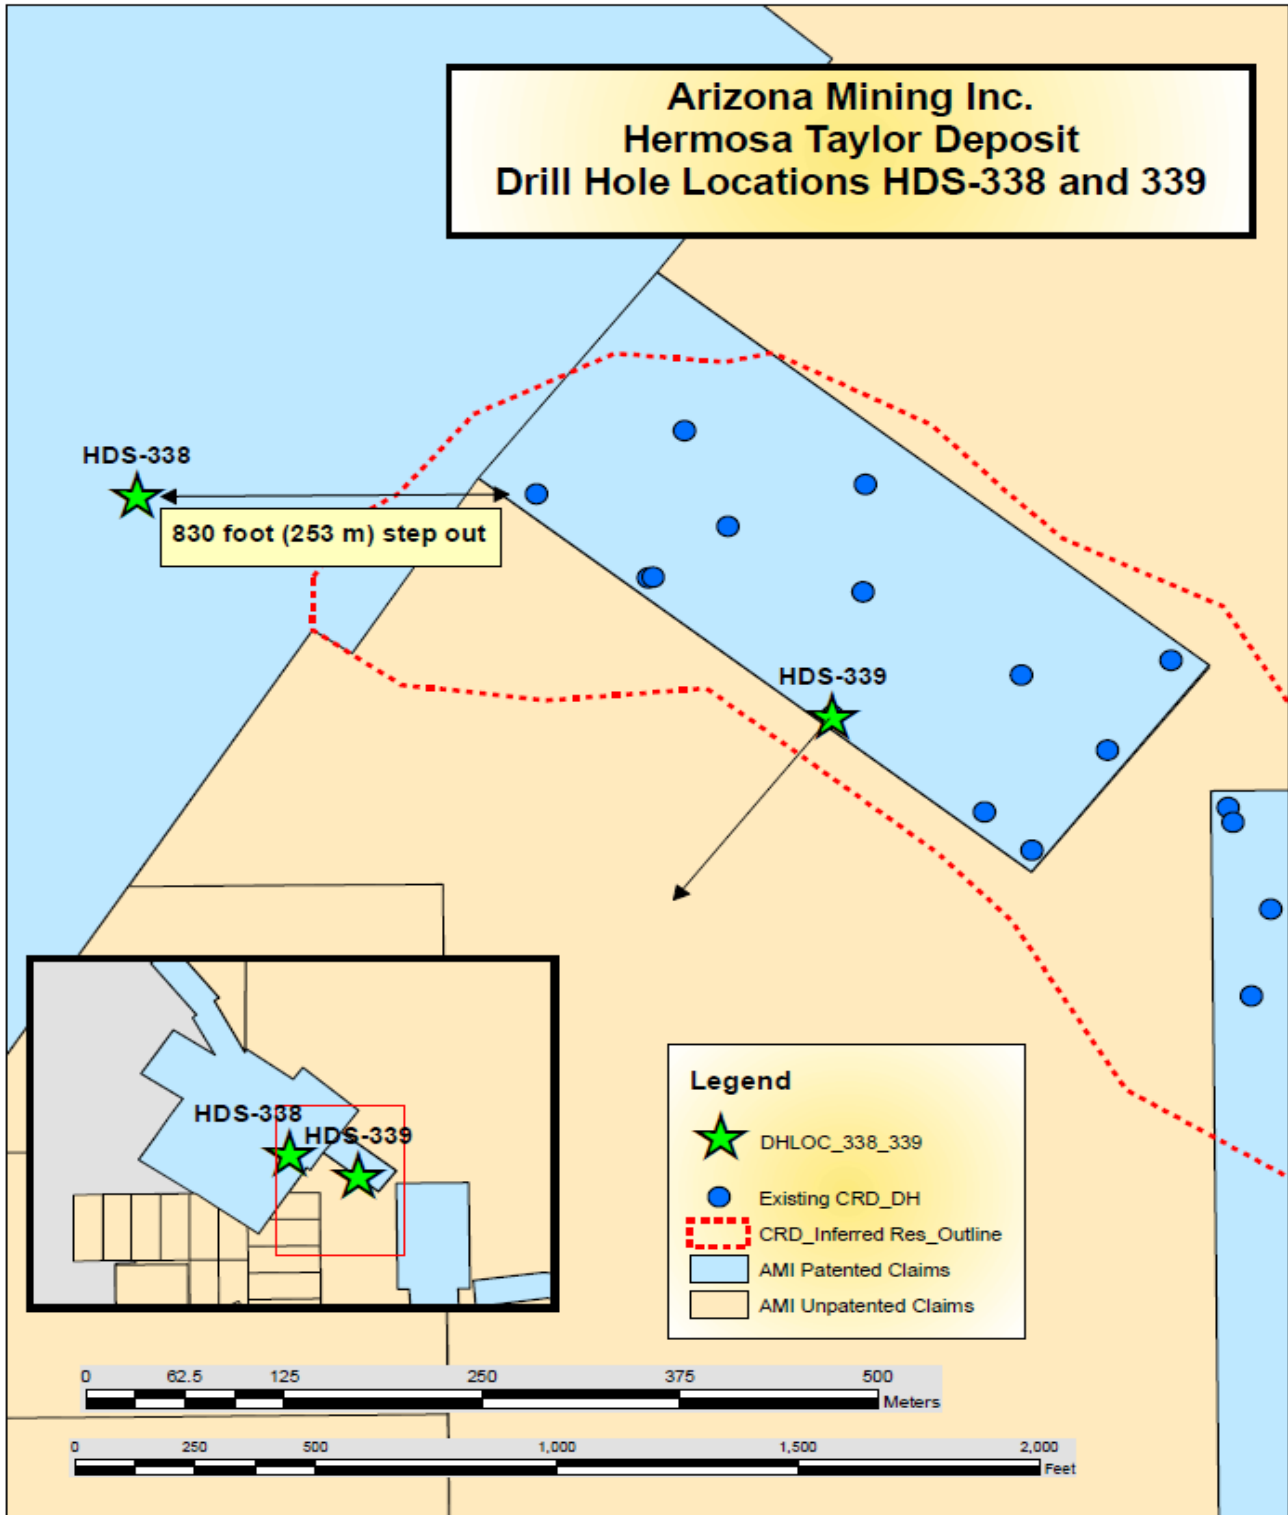 Arizona Mining Inc.
Hermosa Taylor Deposit
Drill Hole Locations HDS-338 and 339
HDS-338
830 foot (253 m) step out
HDS-339
HDS-338
HDS-339
Legend
DHLOC_338_339
Existing CRD_DH
CRD_Inferred Res_Outline
AMI Patented Claims
AMI Unpatented Claims
0 62.5 125 250 375 500
Meters
0 250 500 1,000 1,500 2,000
Feet